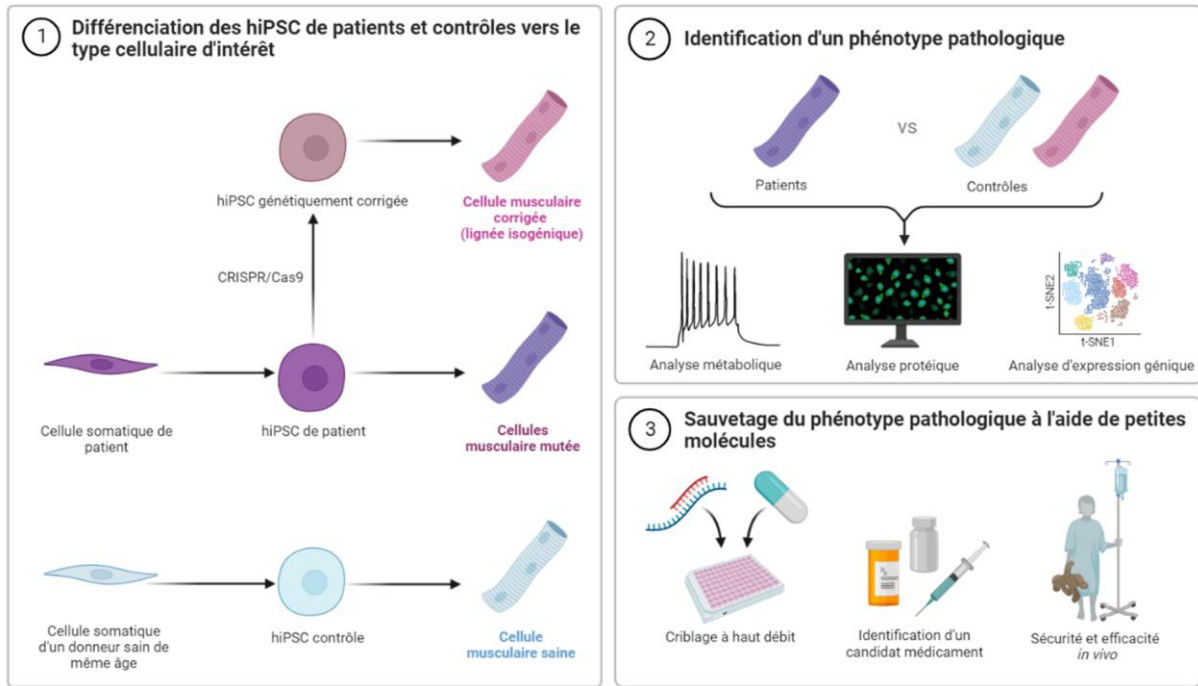 1
Différenciation des hiPSC de patients et contrôles vers le
type cellulaire d'intérêt
hiPSC génétiquement corrigée
Cellule musculaire
corrigée
(lignée isogénique)
CRISPR/Cas9
Cellule somatique de
patient
hiPSC de patient
Cellules
musculaire mutée
Cellule somatique
d'un donneur sain de
même âge
hiPSC contrôle
Cellule
musculaire saine
2
Identification d'un phénotype pathologique
VS
Patients
Contrôles
t-SNE2
t-SNE1
Analyse métabolique
Analyse protéique
Analyse d'expression génique
3
Sauvetage du phénotype pathologique à l'aide de petites
molécules
Criblage à haut débit
Identification d'un
candidat médicament
Sécurité et efficacité
in vivo